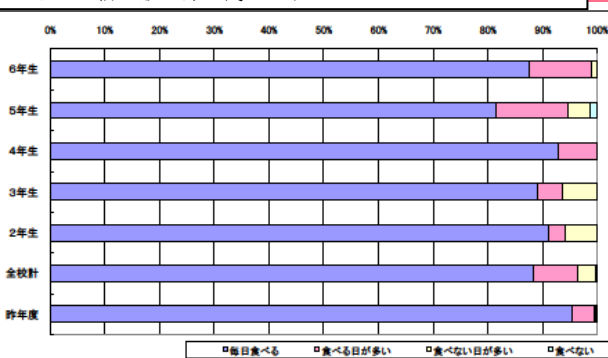 0% 10% 20% 30% 40% 50% 60% 70% 80% 90% 100%
6年生
5年生
4年生
3年生
2年生
全校計
昨年度
毎日食べる 食べる日が多い 食べない日が多い 食べない